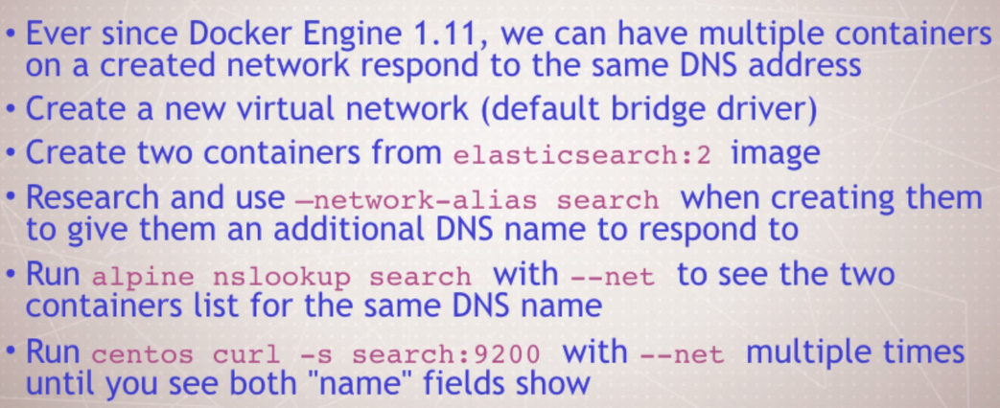 • Ever since Docker Engine 1.11, we can have multiple containers
on a created network respond to the same DNS address
• Create a new virtual network (default bridge driver)
• Create two containers from elasticsearch:2 image
• Research and use —network-alias search when creating them
to give them an additional DNS name to respond to
• Run alpine nslookup search with --net to see the two
containers list for the same DNS name
• Run centos curl -s search:9200 with --net multiple times
until you see both "name" fields show